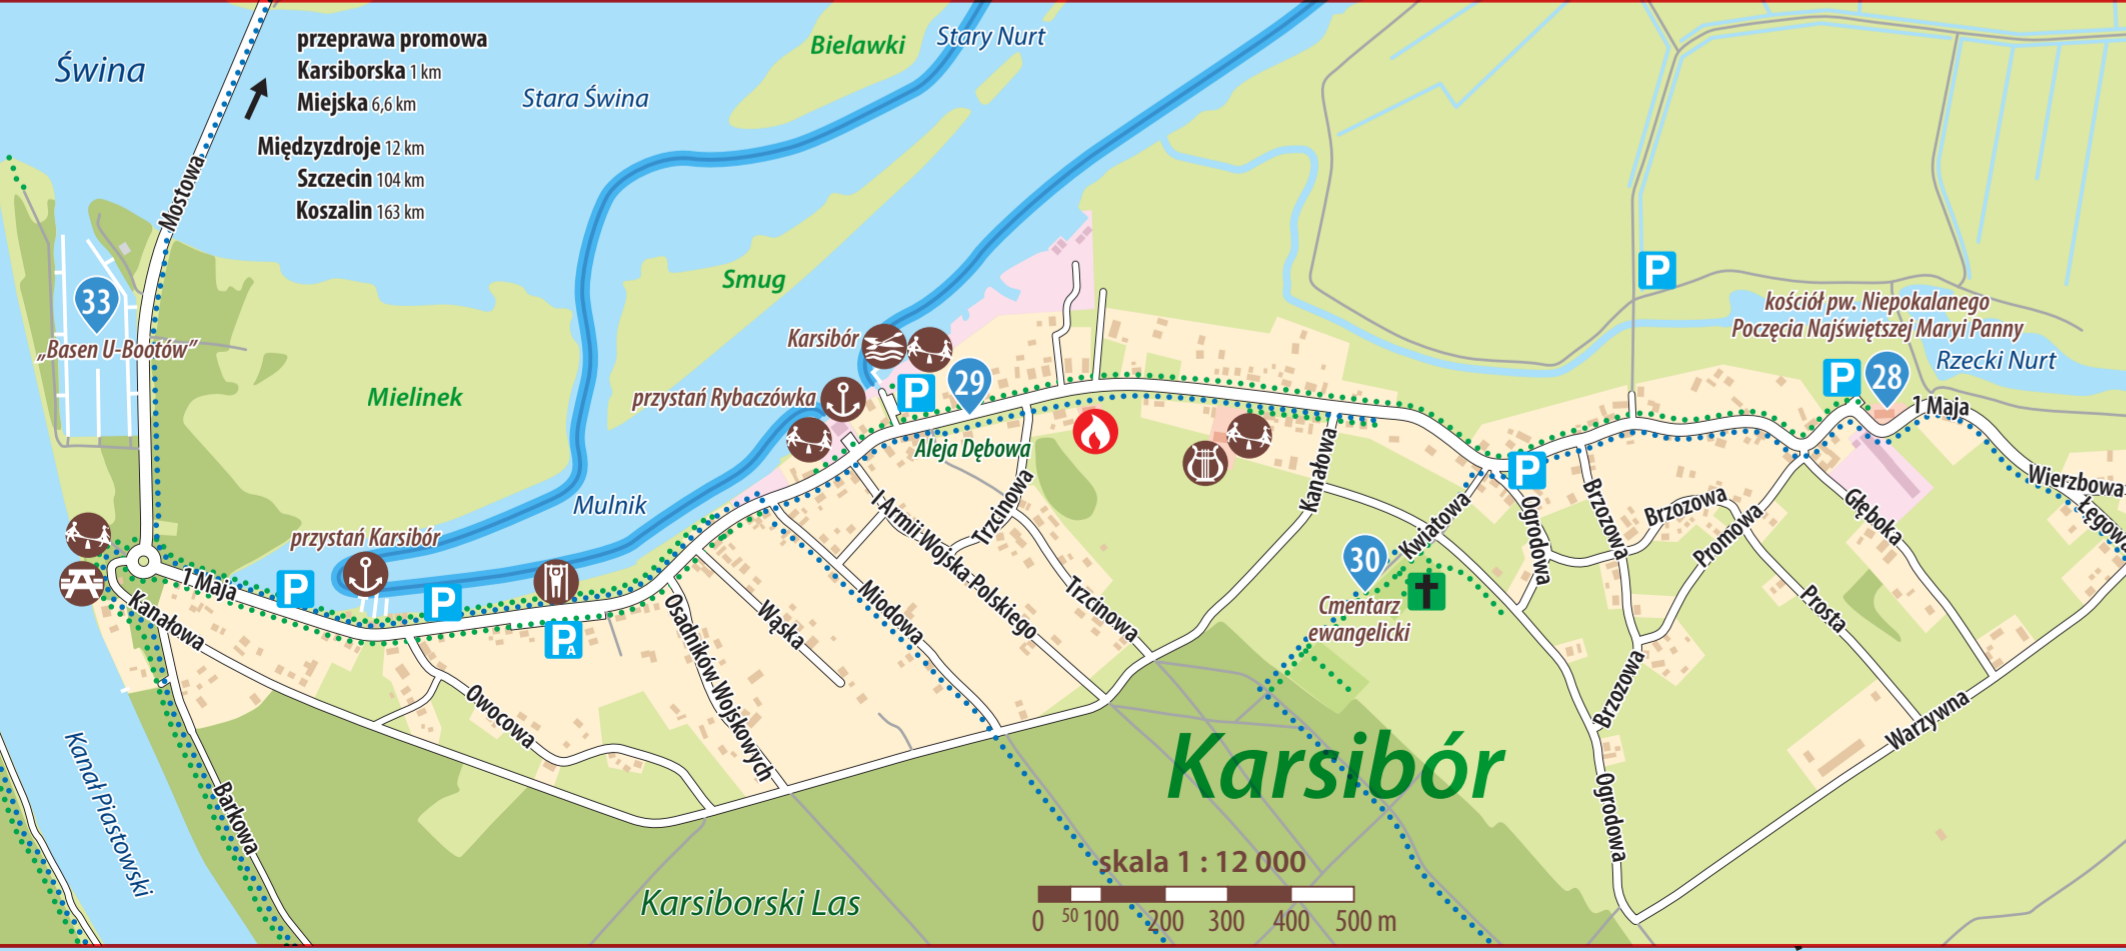 Świna
przeprawa promowa
Karsiborska 1 km
Miejska 6,6 km
Międzyzdroje 12 km
Szczecin 104 km
Koszalin 163 km
Stara Świna
Bielawki
Stary Nurt
Mostowa
33
„Basen U-Bootów”
Mielinek
Smug
Karsibór
przystań Rybaczówka
P
29
Aleja Dębowa
Mulnik
przystań Karsibór
P
kościół pw. Niepokalanego
Poczęcia Najświętszej Maryi Panny
Rzecki Nurt
P
28
1 Maja
Wierzbowa
Łęgowa
P
P
PA
1 Maja
Kanałowa
Owocowa
Osadników Wojskowych
Wąska
Miodowa
I Armii Wojska Polskiego
Trzcinowa
Trzcinowa
Kanałowa
Kwiatowa
30
Cmentarz
ewangelicki
P
Ogrodowa
Brzozowa
Brzozowa
Promowa
Głęboka
Prosta
Brzozowa
Warzywna
Ogrodowa
Kanał Piastowski
Barkowa
Karsibór
Karsiborski Las
skala 1 : 12 000
0 50 100 200 300 400 500 m